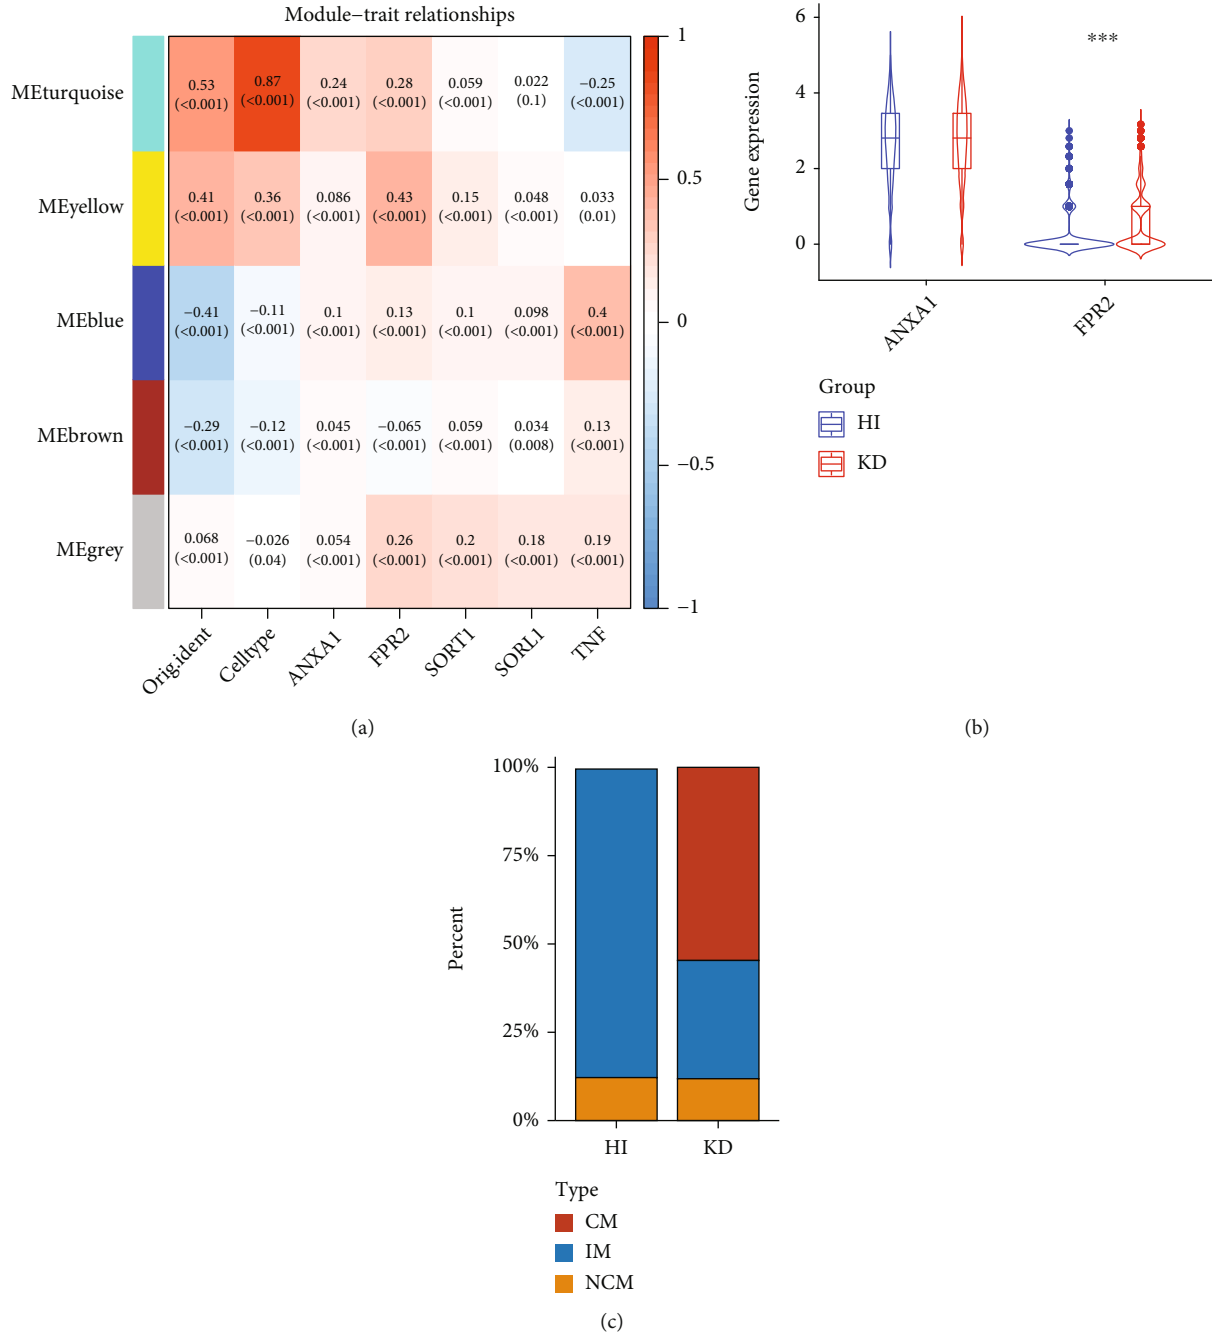 Module−trait relationships
MEturquoise
0.53 0.87 0.24 0.28 0.059 0.022 −0.25
(<0.001) (<0.001) (<0.001) (<0.001) (<0.001) (0.1) (<0.001)
MEyellow
0.41 0.36 0.086 0.43 0.15 0.048 0.033
(<0.001) (<0.001) (<0.001) (<0.001) (<0.001) (<0.001) (0.01)
MEblue
−0.41 −0.11 0.1 0.13 0.1 0.098 0.4
(<0.001) (<0.001) (<0.001) (<0.001) (<0.001) (<0.001) (<0.001)
MEbrown
−0.29 −0.12 0.045 −0.065 0.059 0.034 0.13
(<0.001) (<0.001) (<0.001) (<0.001) (<0.001) (0.008) (<0.001)
MEgrey
0.068 −0.026 0.054 0.26 0.2 0.18 0.19
(<0.001) (0.04) (<0.001) (<0.001) (<0.001) (<0.001) (<0.001)
Orig.ident Celltype ANXA1 FPR2 SORT1 SORL1 TNF
1
0.5
0
−0.5
−1
(a)
Gene expression
6
4
2
0
***
ANXA1 FPR2
Group
HI
KD
(b)
Percent
100%
75%
50%
25%
0%
HI KD
Type
CM
IM
NCM
(c)